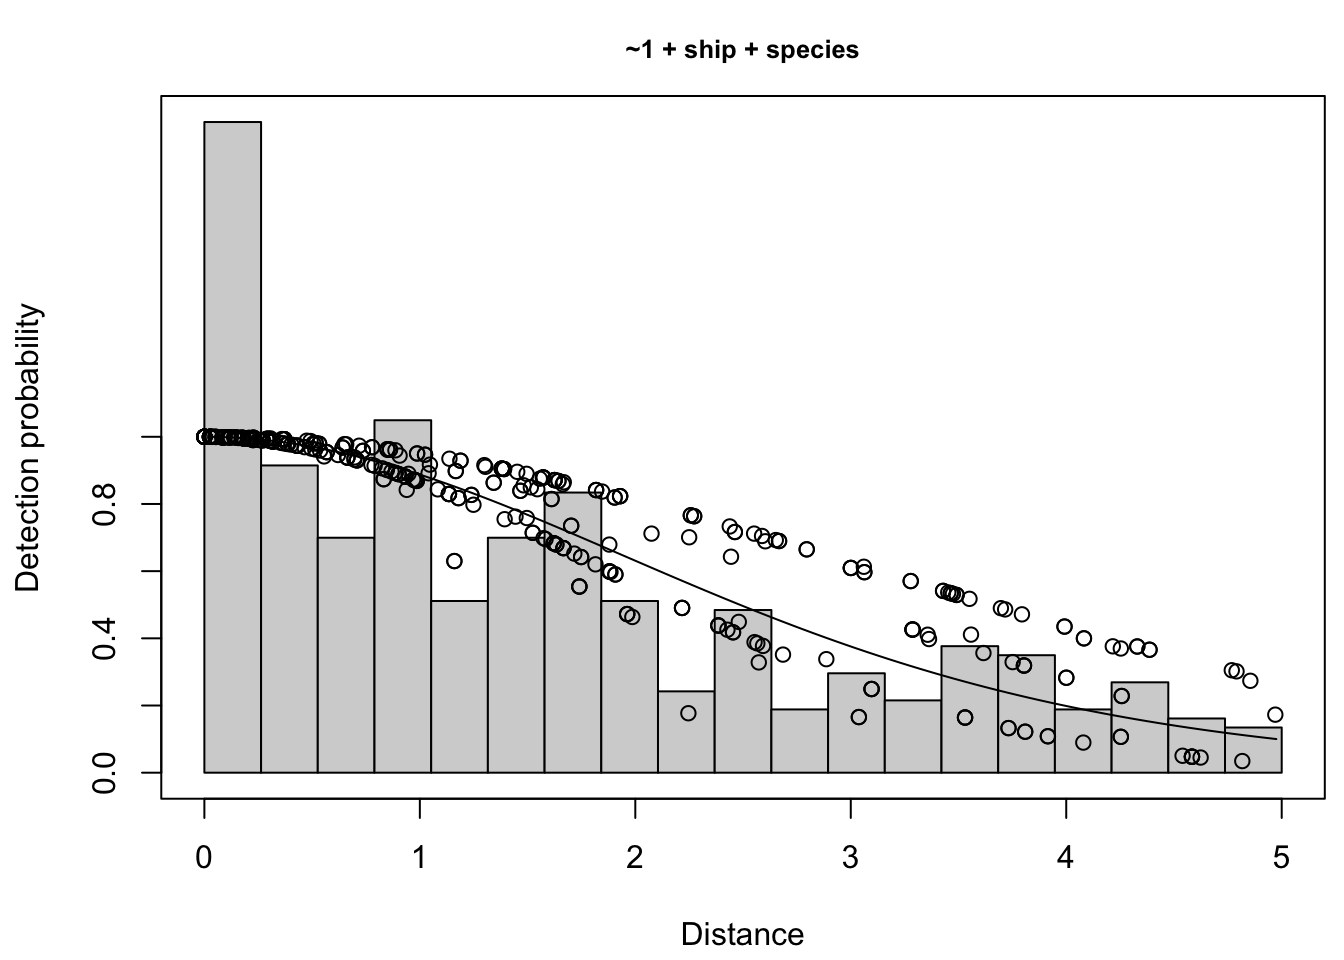 ~1 + ship + species
Detection probability
0.8
0.4
0.0
0 1 2 3 4 5
Distance